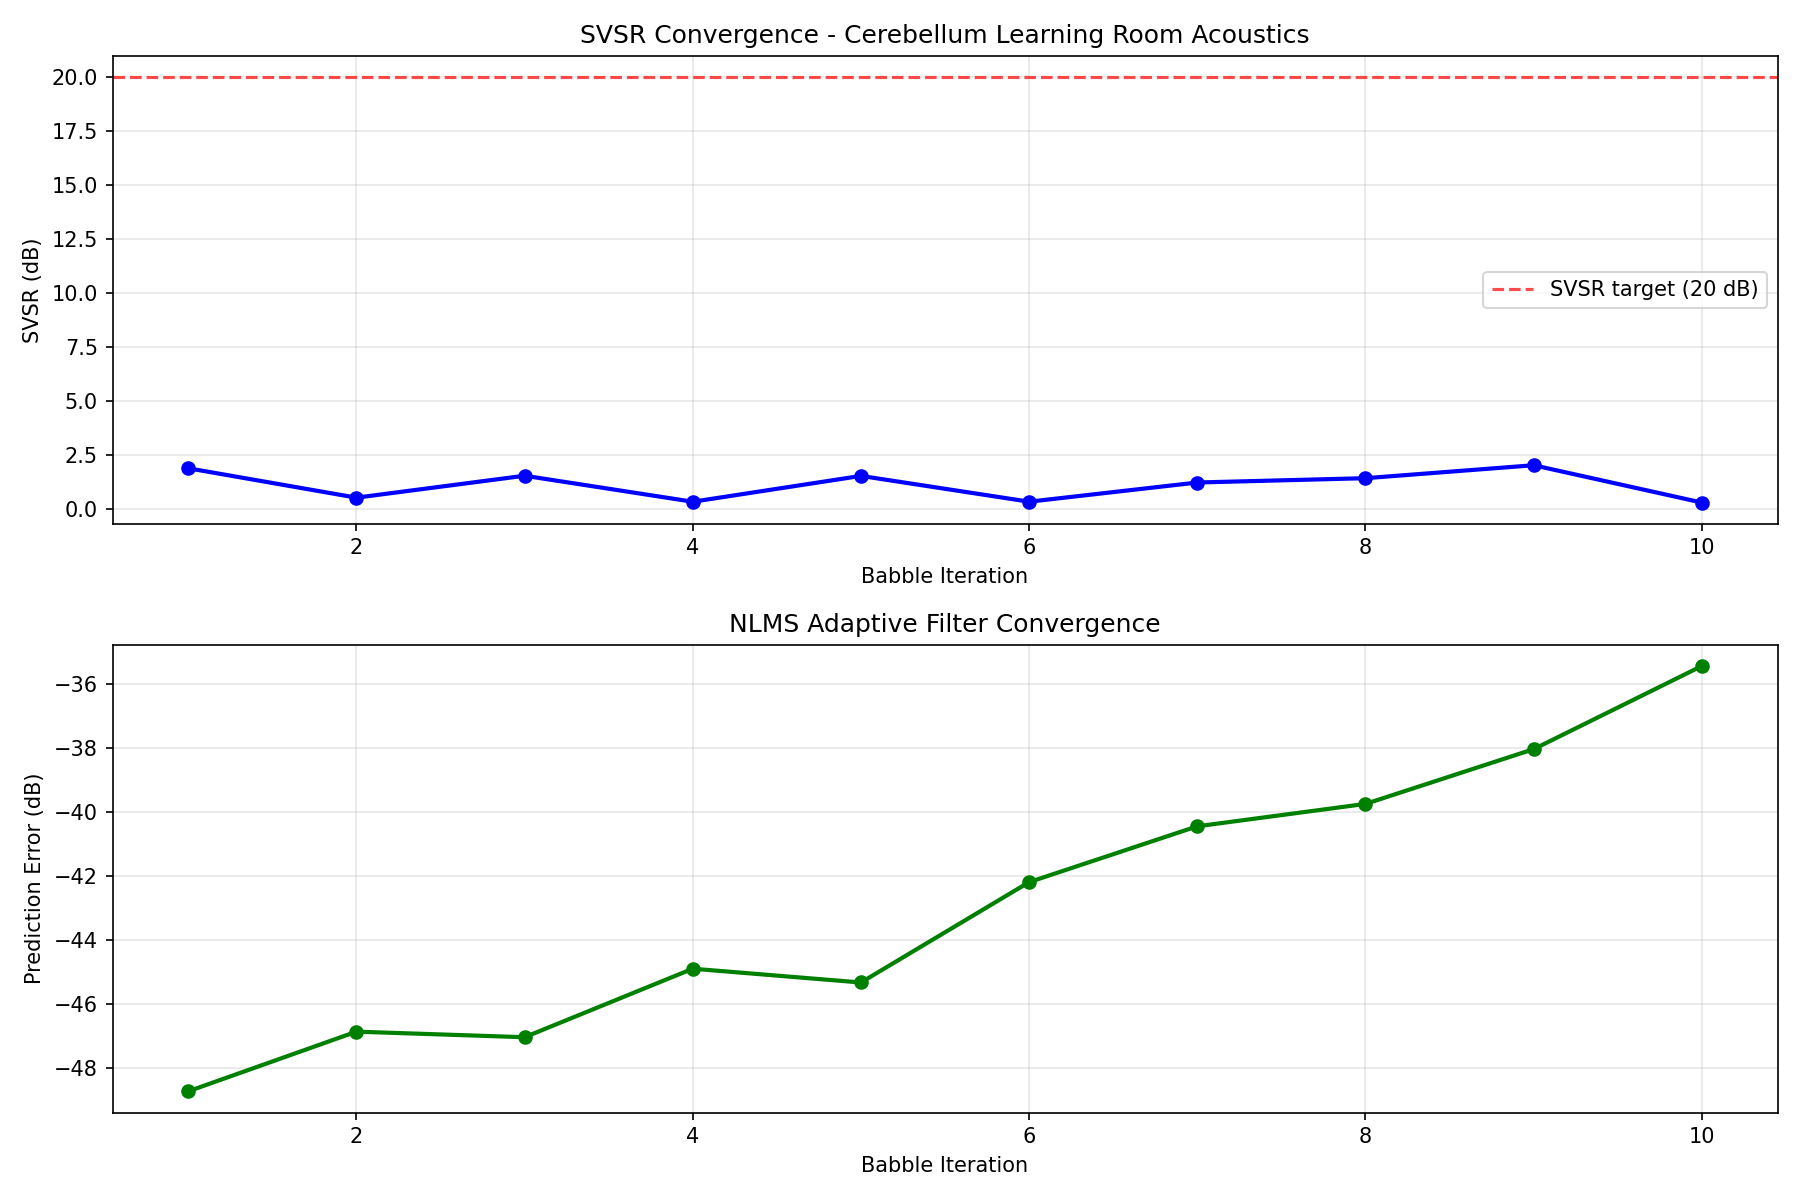 SVSR Convergence - Cerebellum Learning Room Acoustics
20.0
17.5
15.0
12.5
10.0
7.5
5.0
2.5
0.0
SVSR (dB)
SVSR target (20 dB)
2 4 6 8 10
Babble Iteration
NLMS Adaptive Filter Convergence
−36
−38
−40
−42
−44
−46
−48
Prediction Error (dB)
2 4 6 8 10
Babble Iteration